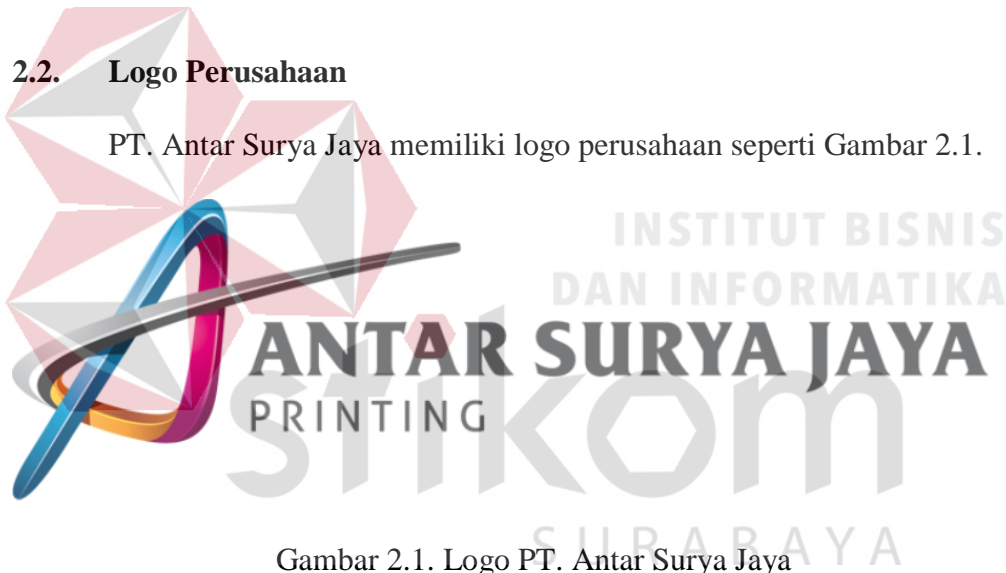 2.2. Logo Perusahaan
PT. Antar Surya Jaya memiliki logo perusahaan seperti Gambar 2.1.
INSTITUT BISNIS
DAN INFORMATIKA
ANTAR SURYA JAYA
PRINTING
stikom
SURABAYA
Gambar 2.1. Logo PT. Antar Surya Jaya